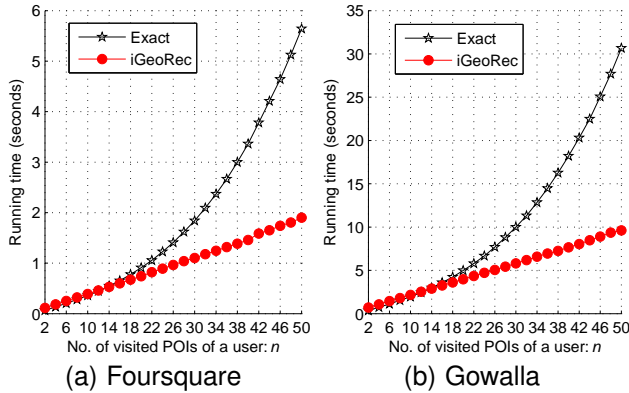 6
5
4
3
2
1
0
Running time (seconds)
Exact
iGeoRec
2 6 10 14 18 22 26 30 34 38 42 46 50
No. of visited POIs of a user: n
(a) Foursquare
35
30
25
20
15
10
5
0
Running time (seconds)
Exact
iGeoRec
2 6 10 14 18 22 26 30 34 38 42 46 50
No. of visited POIs of a user: n
(b) Gowalla